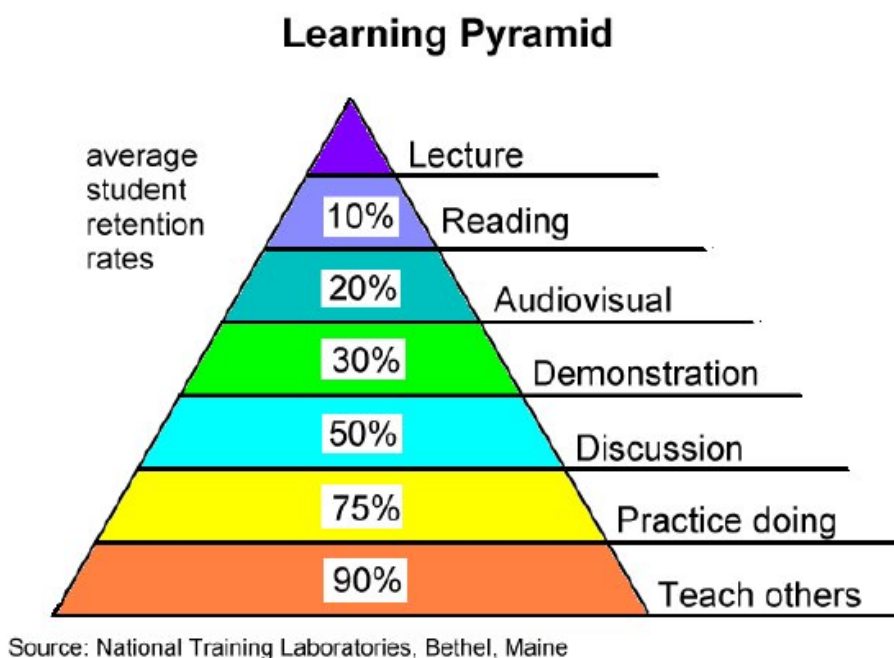 Learning Pyramid
average
student
retention
rates
Lecture
10% Reading
20% Audiovisual
30% Demonstration
50% Discussion
75% Practice doing
90% Teach others
Source: National Training Laboratories, Bethel, Maine